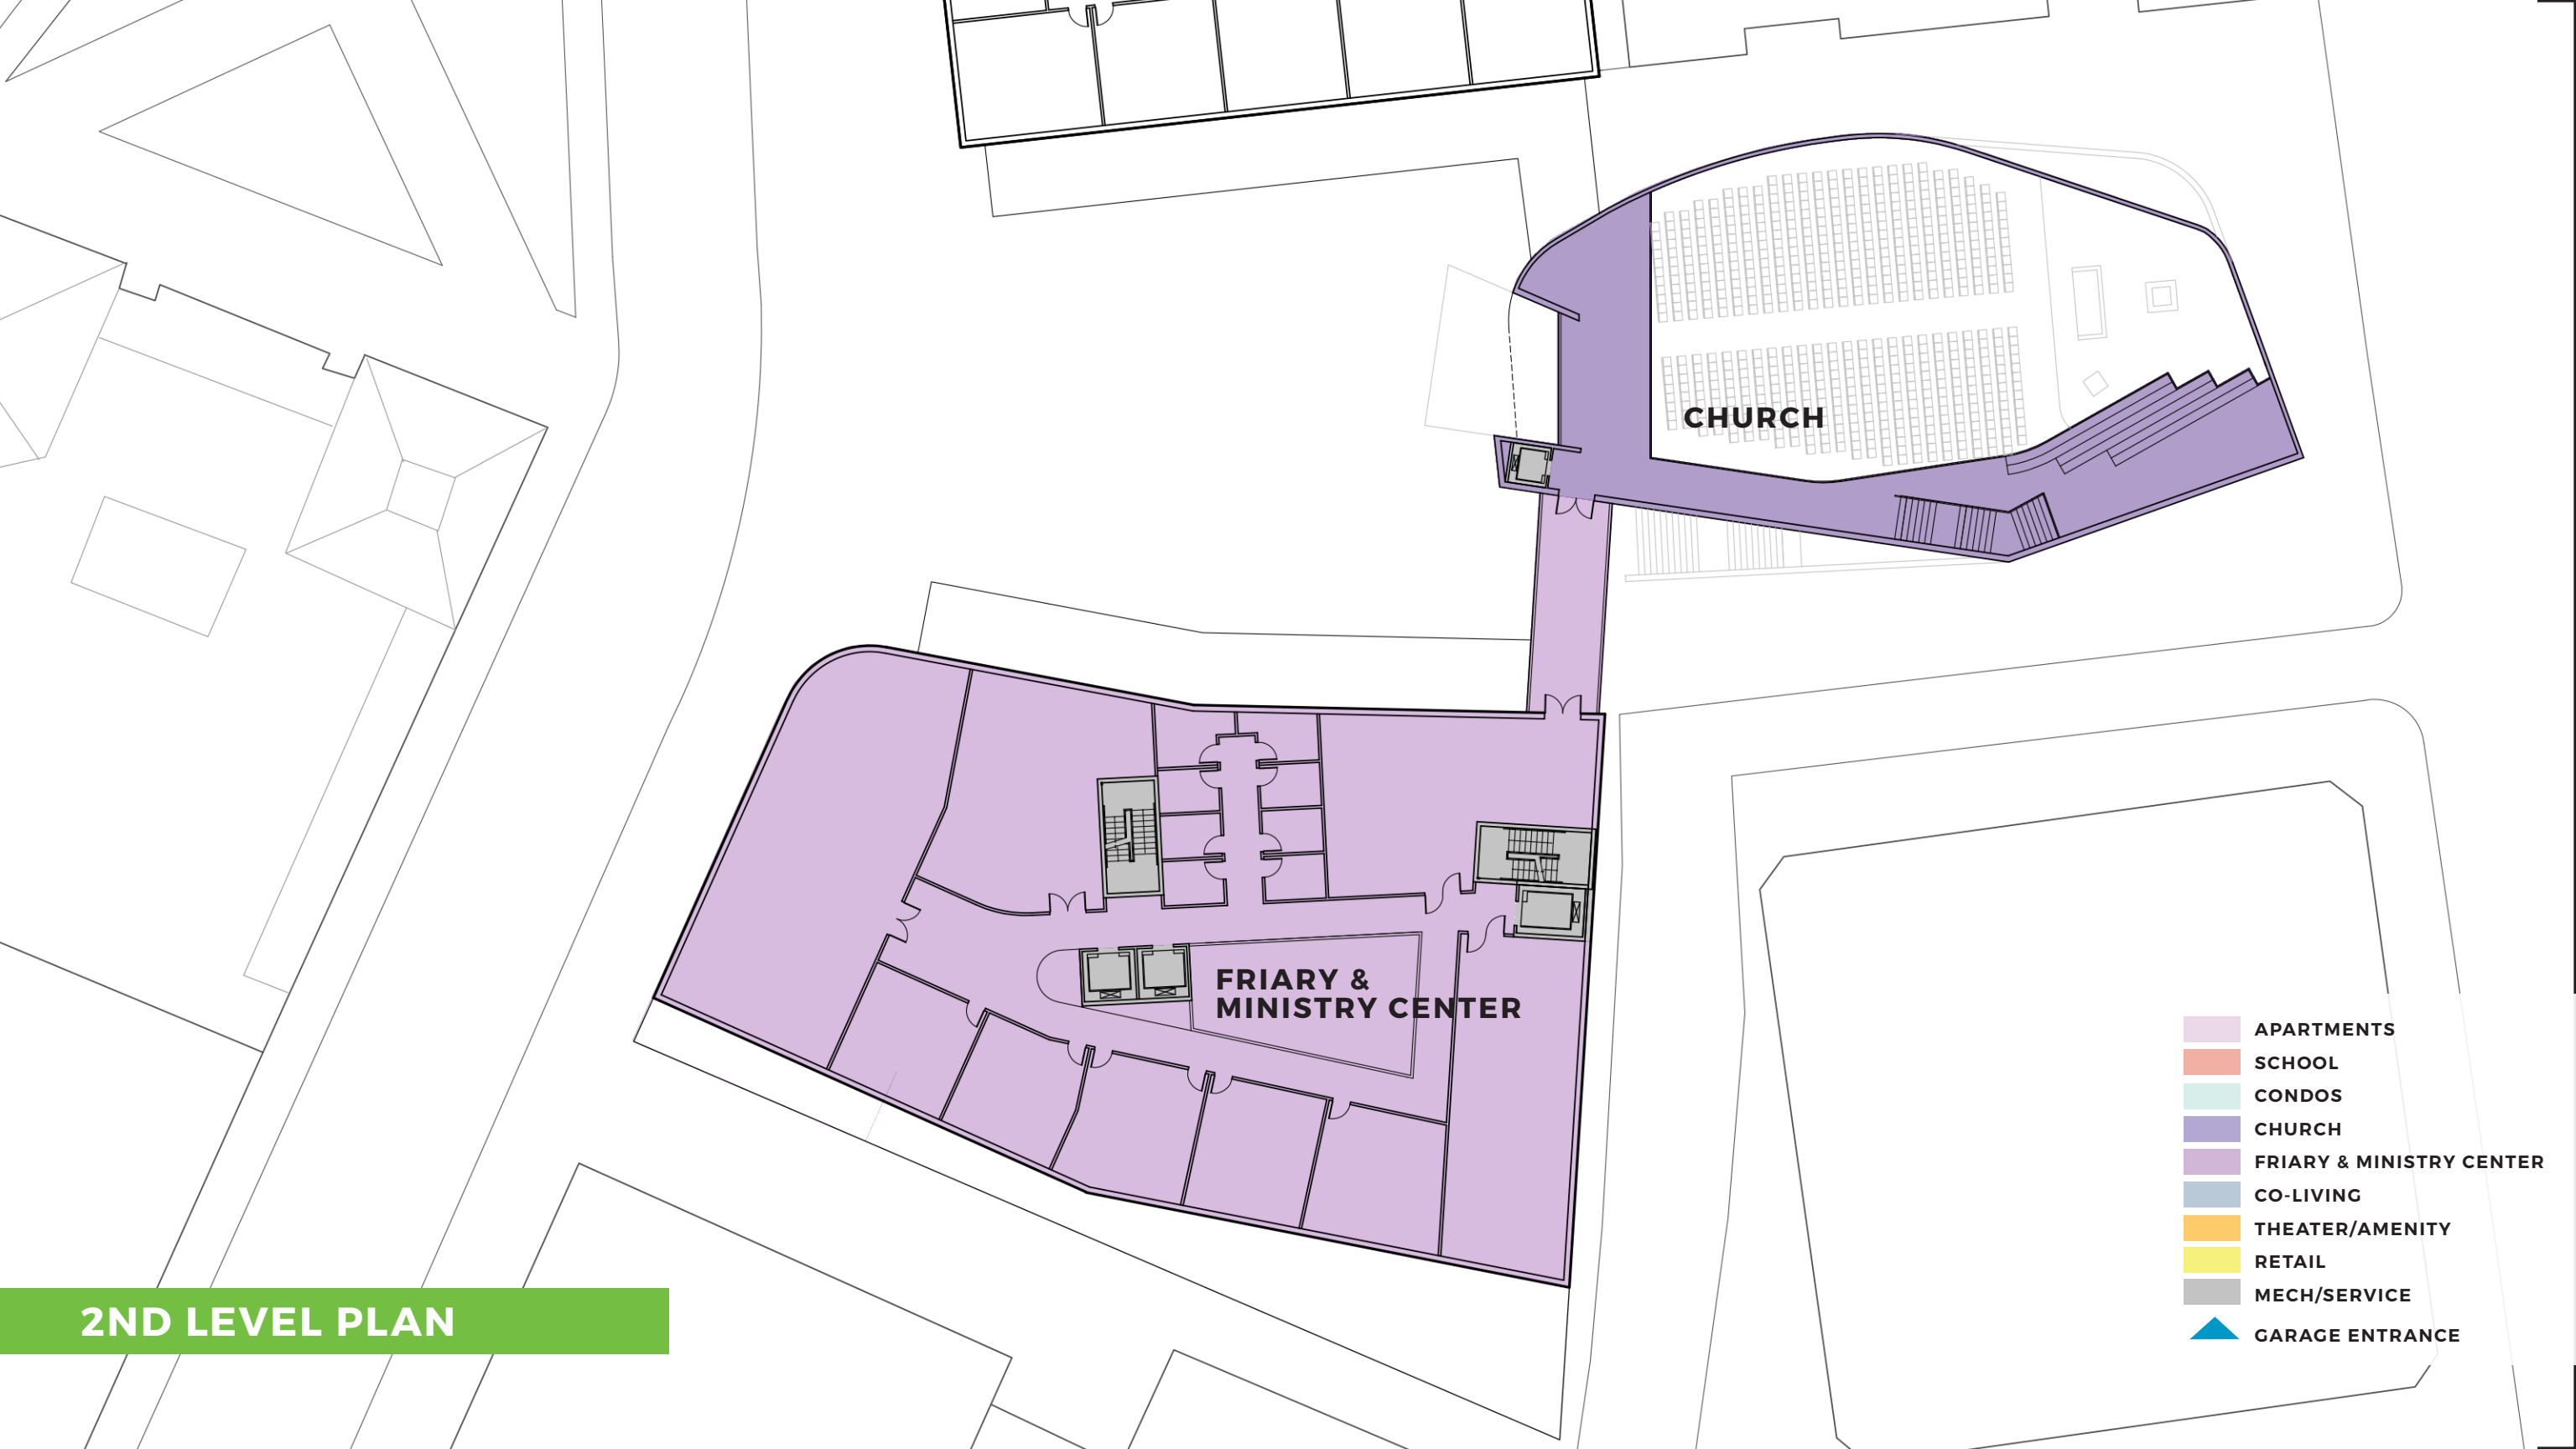 CHURCH
FRIARY &
MINISTRY CENTER
APARTMENTS
SCHOOL
CONDOS
CHURCH
FRIARY & MINISTRY CENTER
CO-LIVING
THEATER/AMENITY
RETAIL
MECH/SERVICE
GARAGE ENTRANCE
2ND LEVEL PLAN